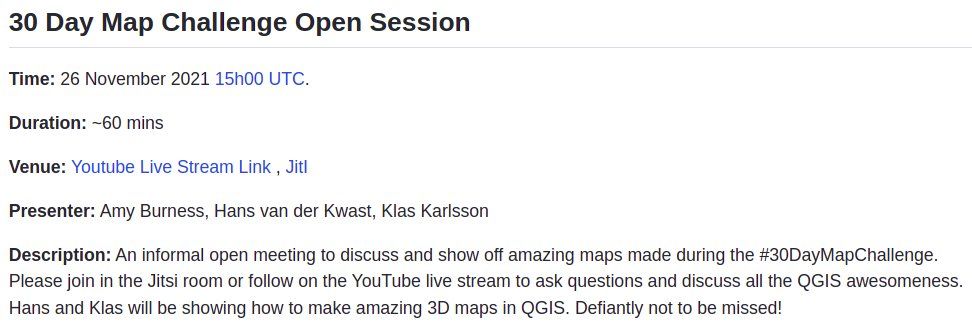 30 Day Map Challenge Open Session
Time: 26 November 2021 15h00 UTC.
Duration: ~60 mins
Venue: Youtube Live Stream Link , JitI
Presenter: Amy Burness, Hans van der Kwast, Klas Karlsson
Description: An informal open meeting to discuss and show off amazing maps made during the #30DayMapChallenge.
Please join in the Jitsi room or follow on the YouTube live stream to ask questions and discuss all the QGIS awesomeness.
Hans and Klas will be showing how to make amazing 3D maps in QGIS. Defiantly not to be missed!